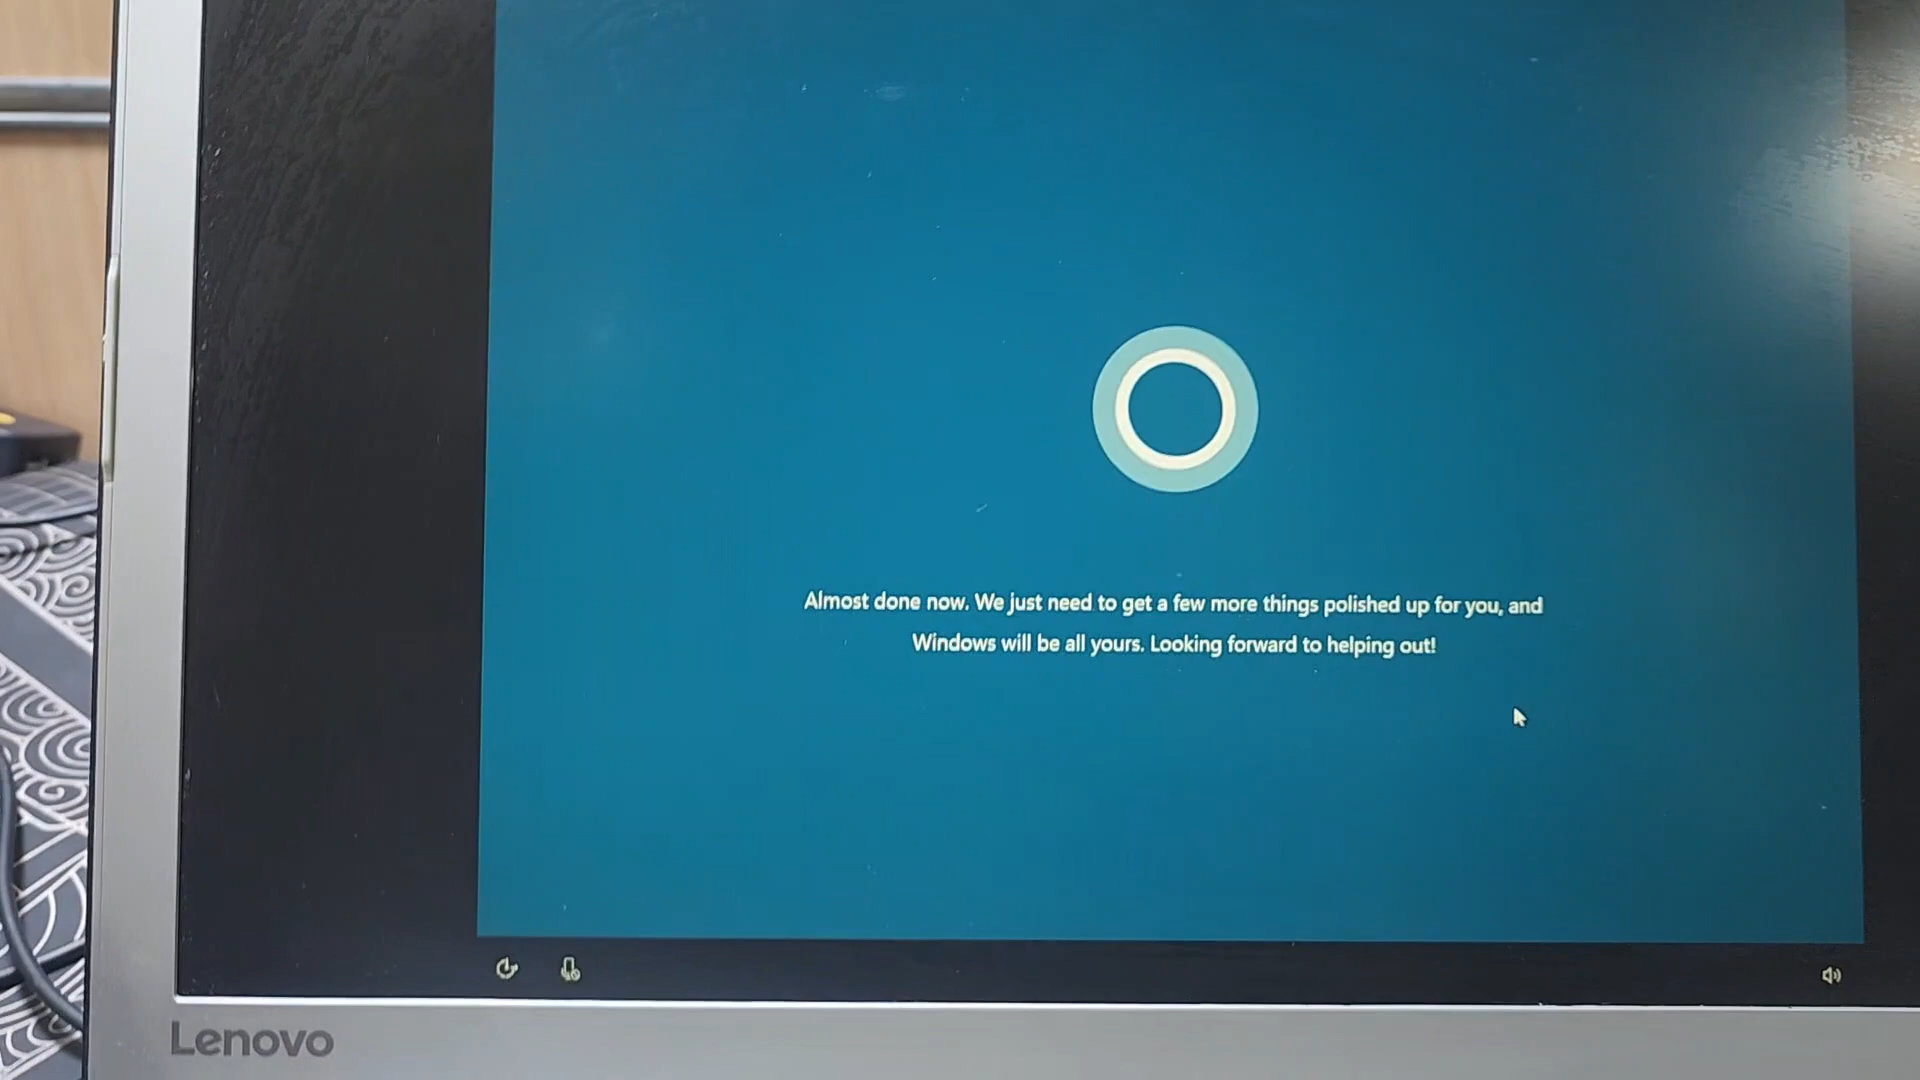 Almost done now. We just need to get a few more things polished up for you, and
Windows will be all yours. Looking forward to helping out!
Lenovo